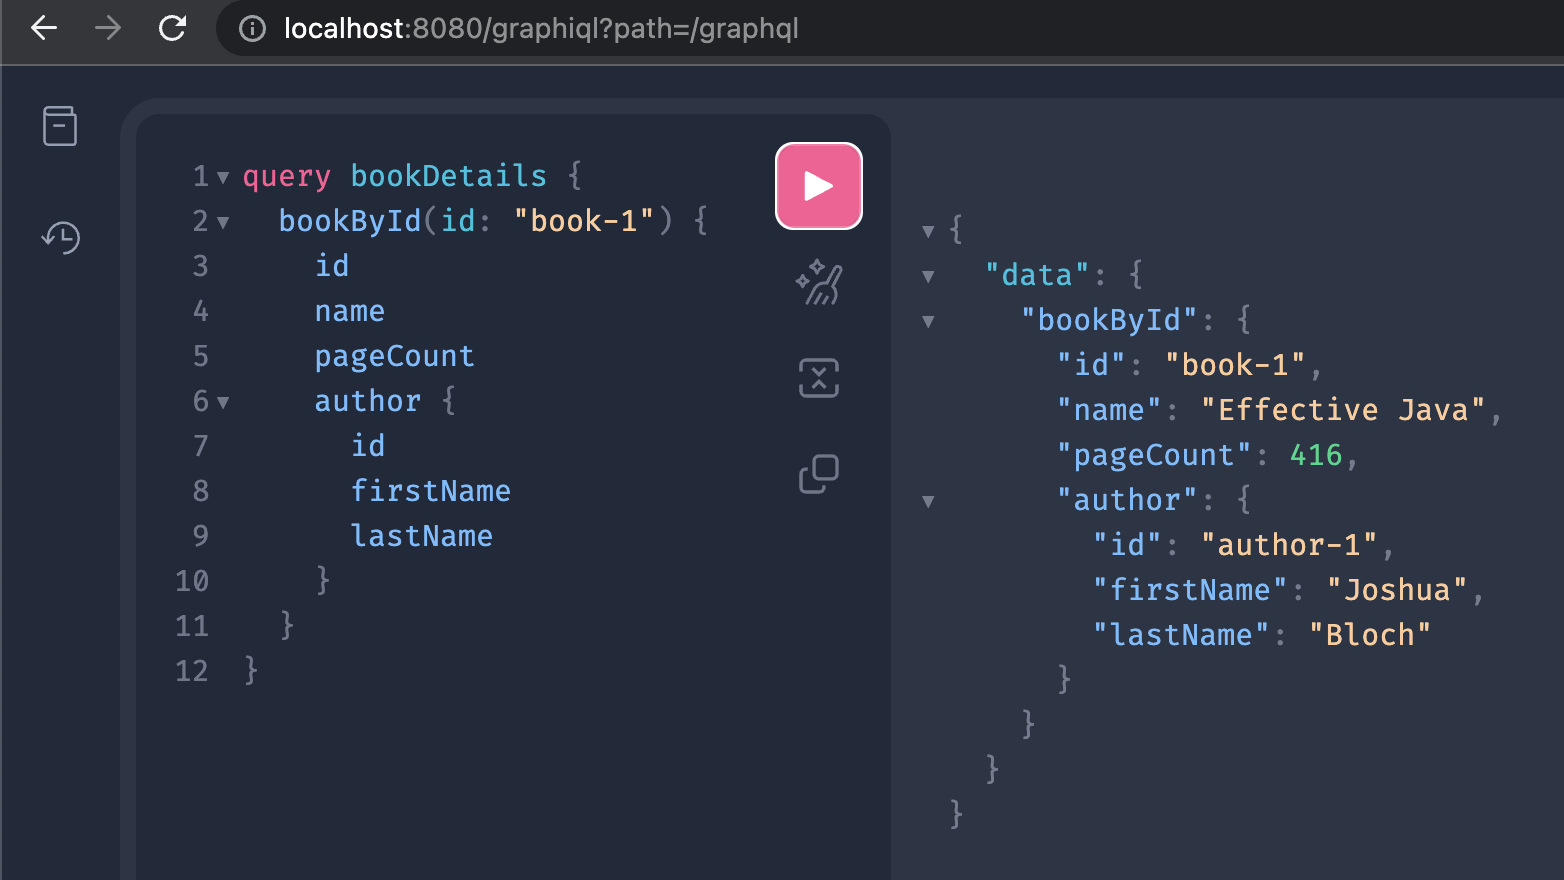 localhost:8080/graphiql?path=/graphql
1 query bookDetails {
2 bookById(id: "book-1") {
3 id
4 name
5 pageCount
6 author {
7 id
8 firstName
9 lastName
10 }
11 }
12 }
{
"data": {
"bookById": {
"id": "book-1",
"name": "Effective Java",
"pageCount": 416,
"author": {
"id": "author-1",
"firstName": "Joshua",
"lastName": "Bloch"
}
}
}
}